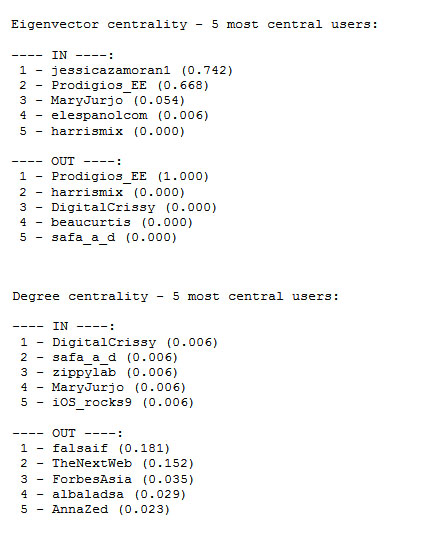 Eigenvector centrality - 5 most central users:
---- IN ----:
1 - jessicazamoran1 (0.742)
2 - Prodigios_EE (0.668)
3 - MaryJurjo (0.054)
4 - elespanolcom (0.006)
5 - harrismix (0.000)
---- OUT ----:
1 - Prodigios_EE (1.000)
2 - harrismix (0.000)
3 - DigitalCrissy (0.000)
4 - beaucurtis (0.000)
5 - safa_a_d (0.000)
Degree centrality - 5 most central users:
---- IN ----:
1 - DigitalCrissy (0.006)
2 - safa_a_d (0.006)
3 - zippylab (0.006)
4 - MaryJurjo (0.006)
5 - iOS_rocks9 (0.006)
---- OUT ----:
1 - falsaif (0.181)
2 - TheNextWeb (0.152)
3 - ForbesAsia (0.035)
4 - albaladsa (0.029)
5 - AnnaZed (0.023)